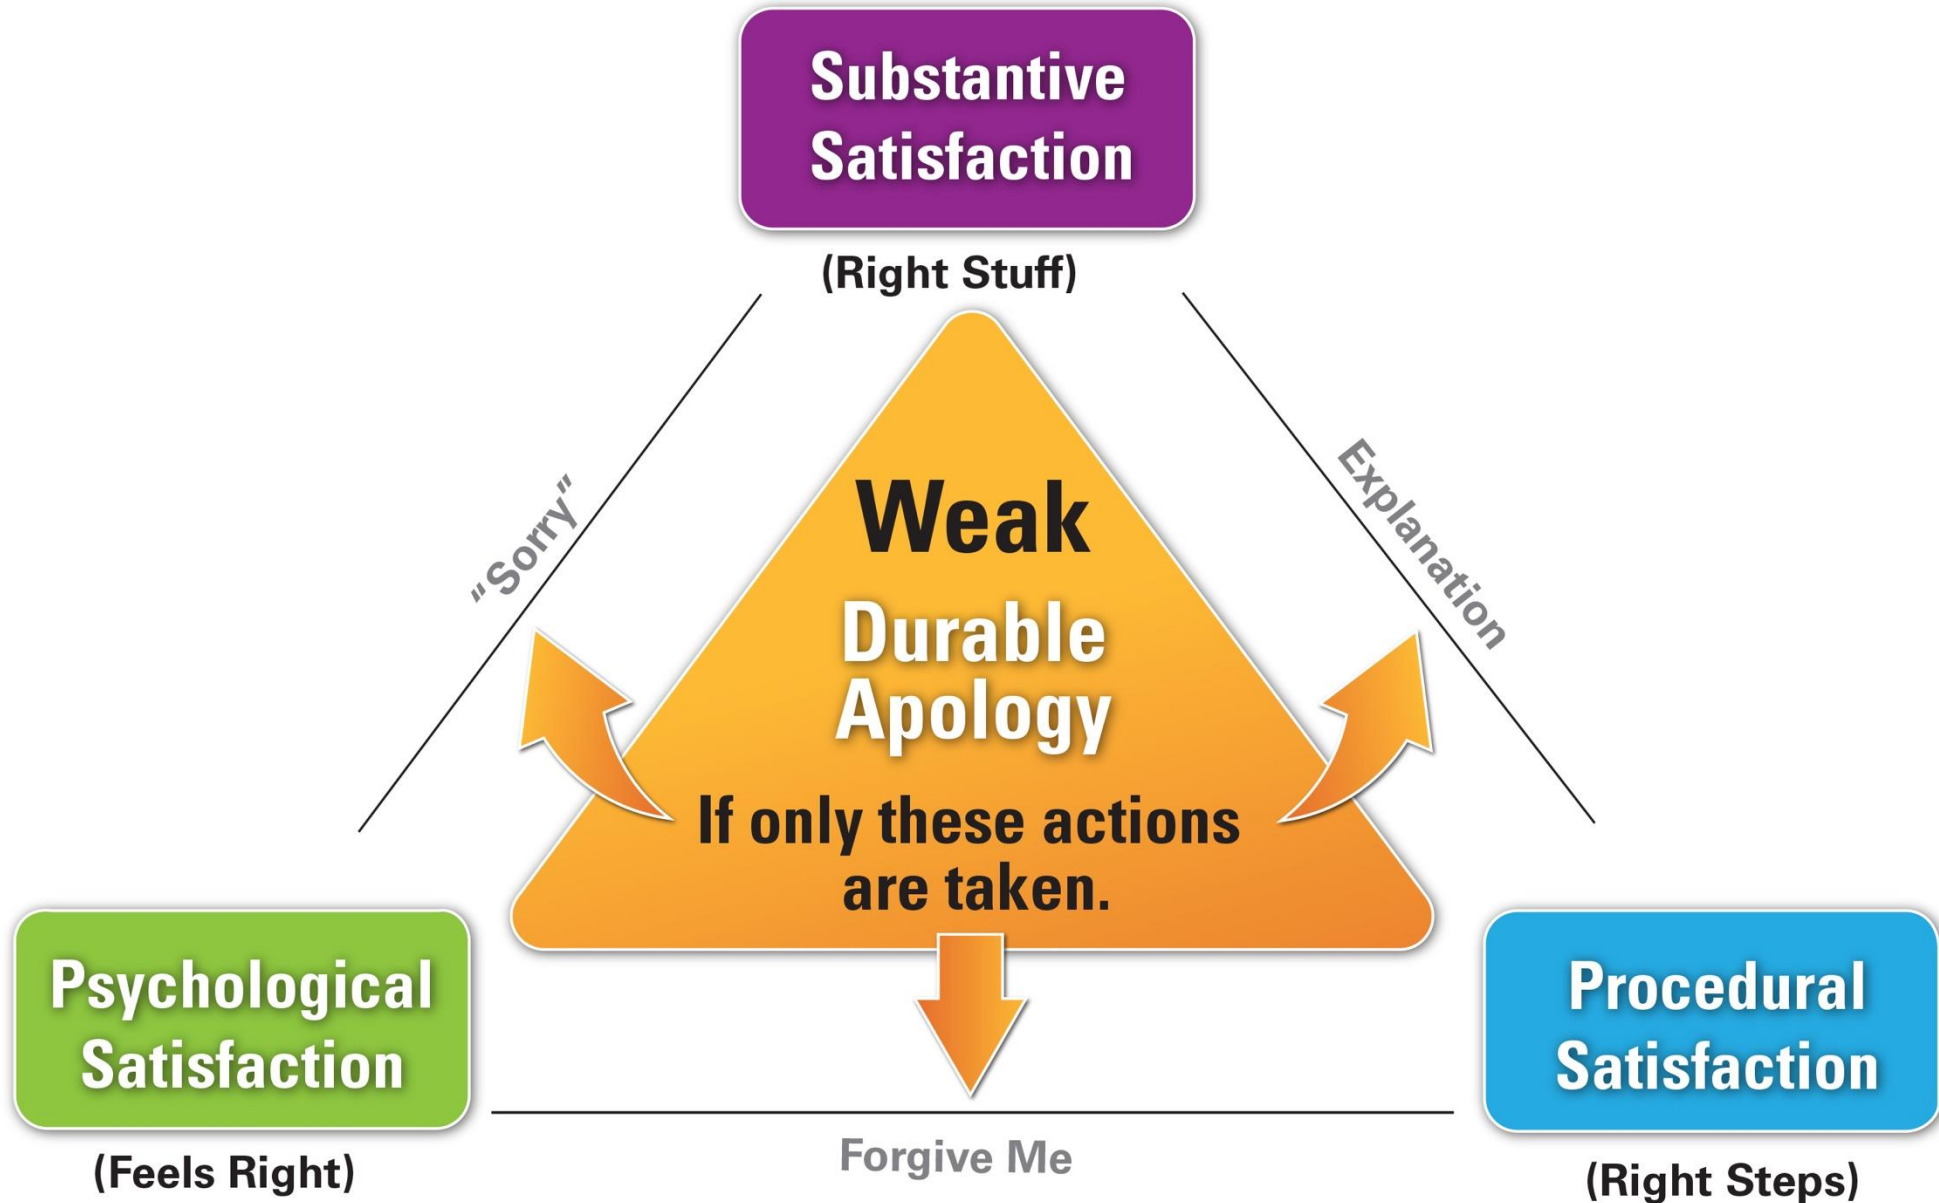 Substantive
Satisfaction
(Right Stuff)
"Sorry"
Explanation
Weak
Durable
Apology
If only these actions
are taken.
Psychological
Satisfaction
(Feels Right)
Forgive Me
Procedural
Satisfaction
(Right Steps)